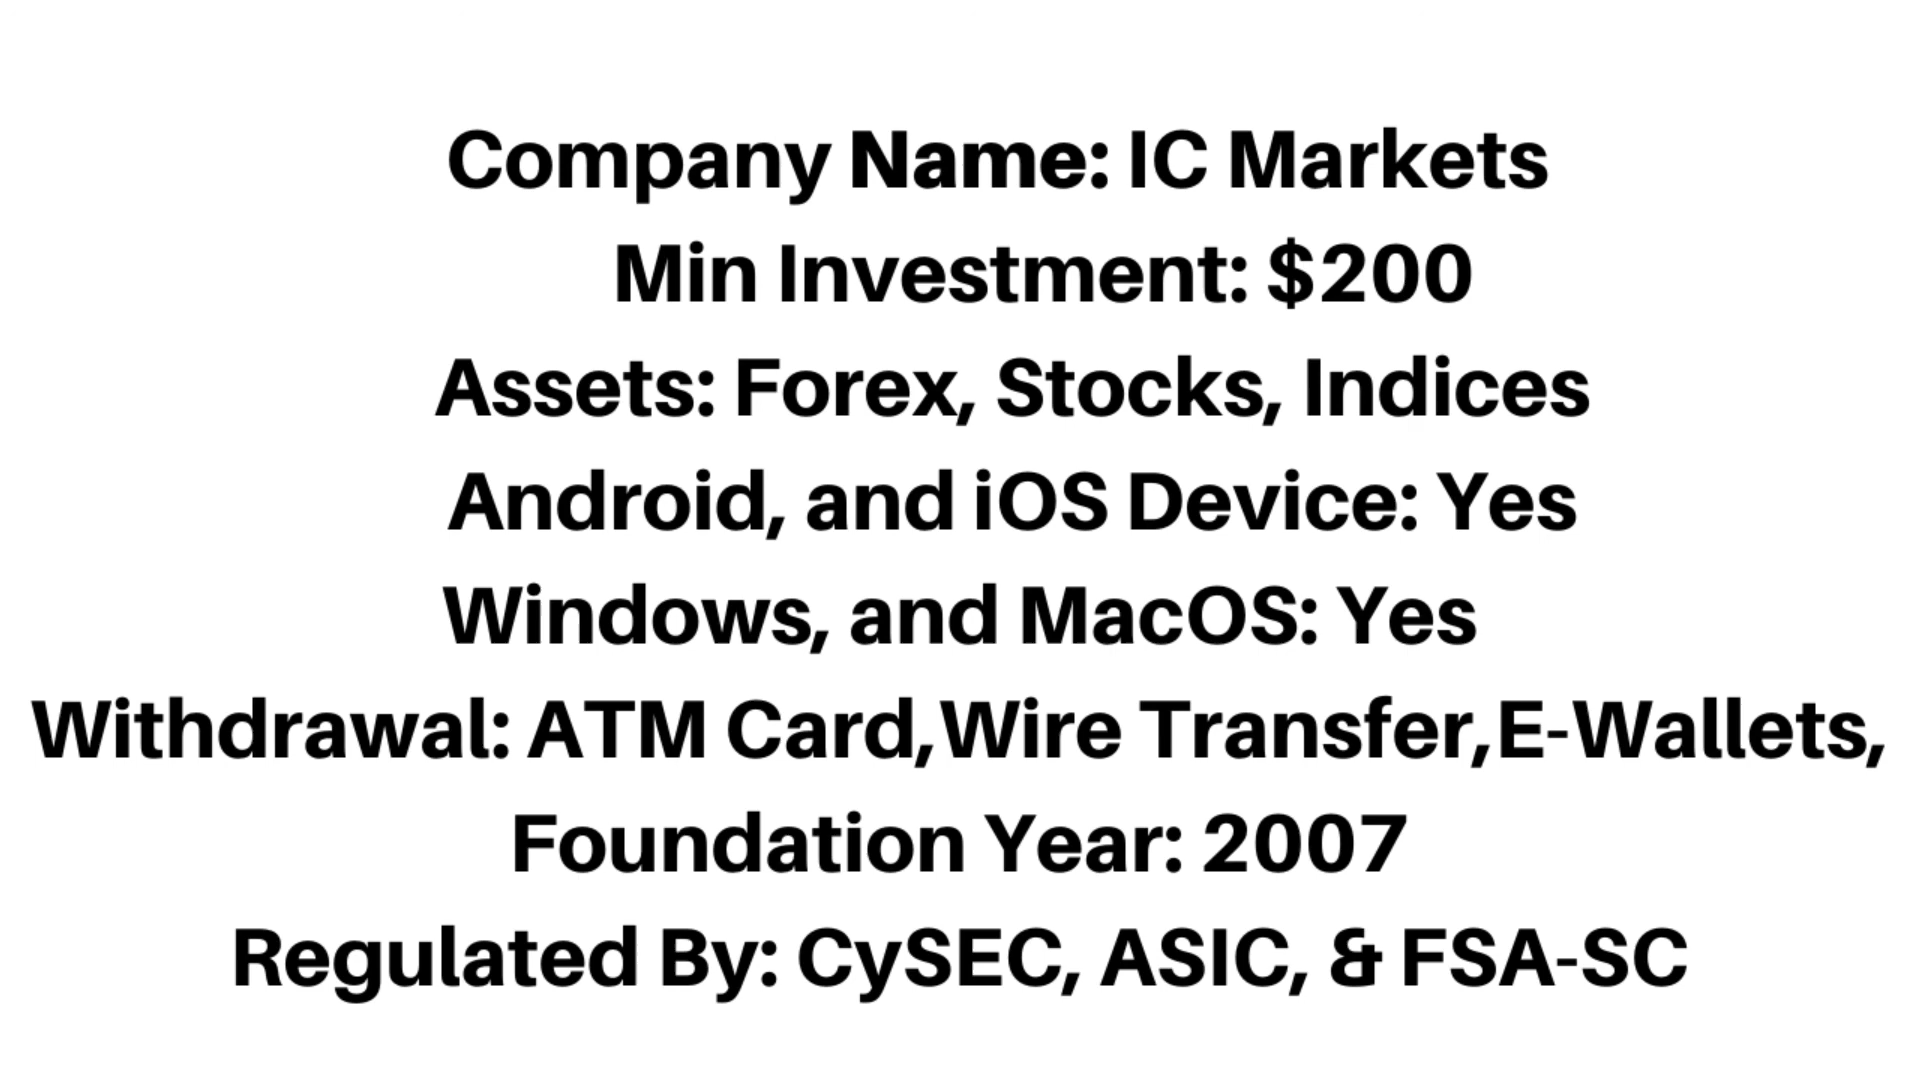 Company Name: IC Markets
Min Investment: $200
Assets: Forex, Stocks, Indices
Android, and iOS Device: Yes
Windows, and MacOS: Yes
Withdrawal: ATM Card,Wire Transfer,E-Wallets,
Foundation Year: 2007
Regulated By: CySEC, ASIC, & FSA-SC